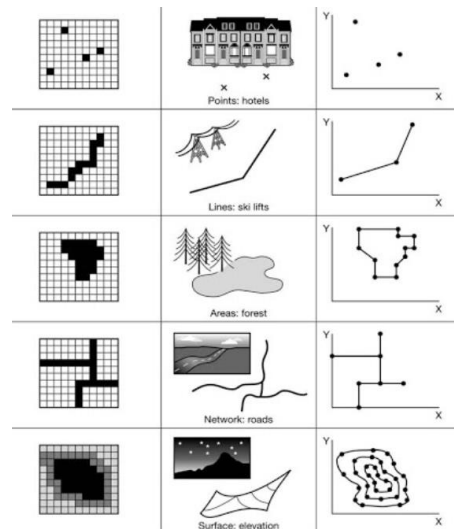 Y
X
Points: hotels
Y
X
Lines: ski lifts
Y
X
Areas: forest
Y
X
Network: roads
Y
X
Surface: elevation